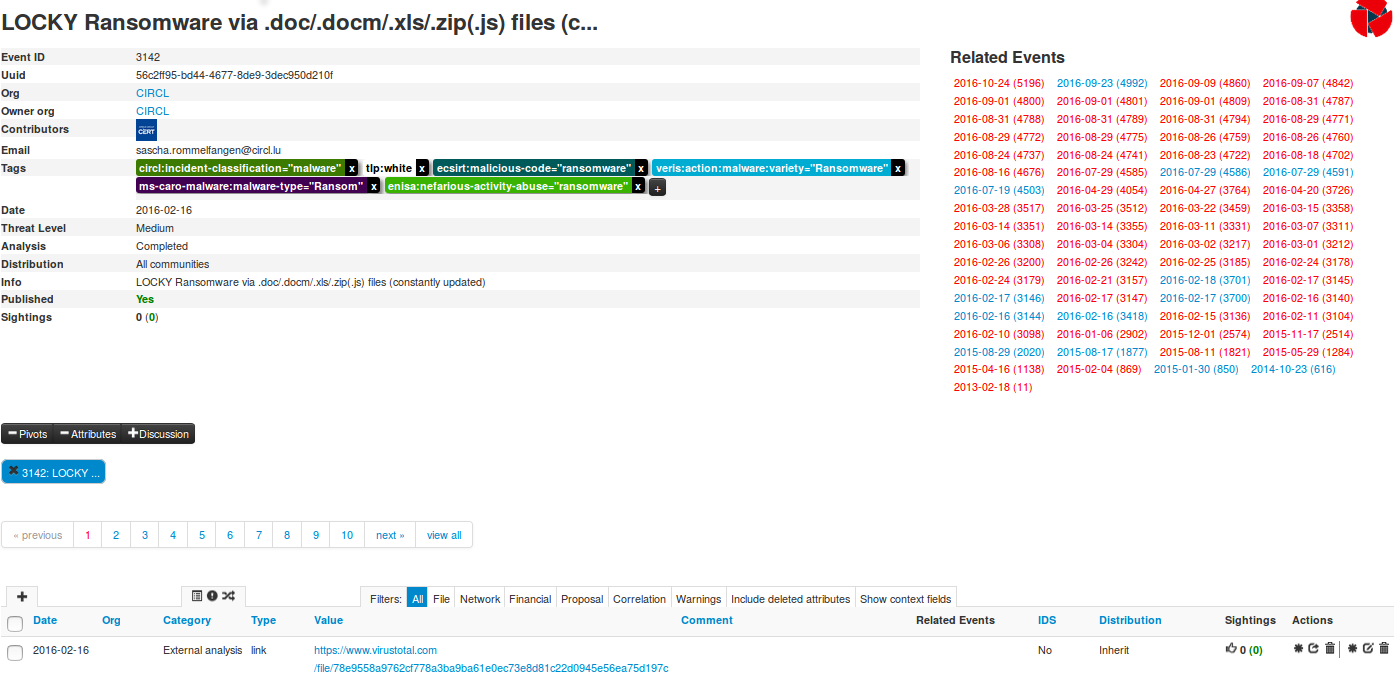 LOCKY Ransomware via .doc/.docm/.xls/.zip(.js) files (c...
Event ID 3142
Uuid 56c2ff95-bd44-4677-8de9-3dec950d210f
Org CIRCL
Owner org CIRCL
Contributors CERT
Email sascha.rommelfangen@circl.lu
Tags circl:incident-classification="malware" x tlp:white x ecsirt:malicious-code="ransomware" x veris:action:malware:variety="Ransomware" x
ms-caro-malware:malware-type="Ransom" x enisa:nefarious-activity-abuse="ransomware" x +
Date 2016-02-16
Threat Level Medium
Analysis Completed
Distribution All communities
Info LOCKY Ransomware via .doc/.docm/.xls/.zip(.js) files (constantly updated)
Published Yes
Sightings 0 (0)
Related Events
2016-10-24 (5196) 2016-09-23 (4992) 2016-09-09 (4860) 2016-09-07 (4842)
2016-09-01 (4800) 2016-09-01 (4801) 2016-09-01 (4809) 2016-08-31 (4787)
2016-08-31 (4788) 2016-08-31 (4789) 2016-08-31 (4794) 2016-08-29 (4771)
2016-08-29 (4772) 2016-08-29 (4775) 2016-08-26 (4759) 2016-08-26 (4760)
2016-08-24 (4737) 2016-08-24 (4741) 2016-08-23 (4722) 2016-08-18 (4702)
2016-08-16 (4676) 2016-07-29 (4585) 2016-07-29 (4586) 2016-07-29 (4591)
2016-07-19 (4503) 2016-04-29 (4054) 2016-04-27 (3764) 2016-04-20 (3726)
2016-03-28 (3517) 2016-03-25 (3512) 2016-03-22 (3459) 2016-03-15 (3358)
2016-03-14 (3351) 2016-03-14 (3355) 2016-03-11 (3331) 2016-03-07 (3311)
2016-03-06 (3308) 2016-03-04 (3304) 2016-03-02 (3217) 2016-03-01 (3212)
2016-02-26 (3200) 2016-02-26 (3242) 2016-02-25 (3185) 2016-02-24 (3178)
2016-02-24 (3179) 2016-02-21 (3157) 2016-02-18 (3701) 2016-02-17 (3145)
2016-02-17 (3146) 2016-02-17 (3147) 2016-02-17 (3700) 2016-02-16 (3140)
2016-02-16 (3144) 2016-02-16 (3418) 2016-02-15 (3136) 2016-02-11 (3104)
2016-02-10 (3098) 2016-01-06 (2902) 2015-12-01 (2574) 2015-11-17 (2514)
2015-08-29 (2020) 2015-08-17 (1877) 2015-08-11 (1821) 2015-05-29 (1284)
2015-04-16 (1138) 2015-02-04 (869) 2015-01-30 (850) 2014-10-23 (616)
2013-02-18 (11)
Pivots Attributes Discussion
3142: LOCKY ...
« previous 1 2 3 4 5 6 7 8 9 10 next » view all
Filters: All File Network Financial Proposal Correlation Warnings Include deleted attributes Show context fields
Date Org Category Type Value Comment Related Events IDS Distribution Sightings Actions
2016-02-16 External analysis link https://www.virustotal.com No Inherit 0 (0)
/file/78e9558a9762cf778a3ba9ba61e0ec73e8d81c22d0945e56ea75d197c